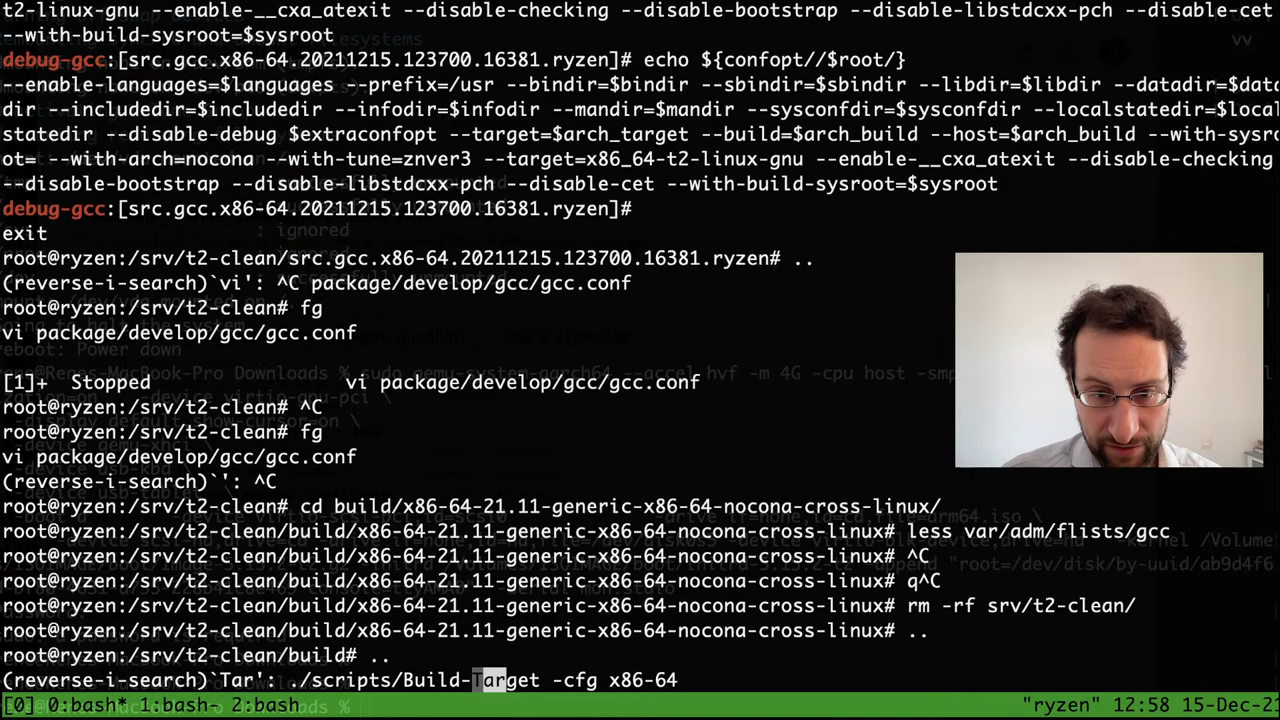 t2-linux-gnu --enable-__cxa_atexit --disable-checking --disable-bootstrap --disable-libstdcxx-pch --disable-cet
--with-build-sysroot=$sysroot
debug-gcc:[src.gcc.x86-64.20211215.123700.16381.ryzen]# echo ${confopt//$root/}
--enable-languages=$languages --prefix=/usr --bindir=$bindir --sbindir=$sbindir --libdir=$libdir --datadir=$data
dir --includedir=$includedir --infodir=$infodir --mandir=$mandir --sysconfdir=$sysconfdir --localstatedir=$local
statedir --disable-debug $extraconfopt --target=$arch_target --build=$arch_build --host=$arch_build --with-sysro
ot= --with-arch=nocona --with-tune=znver3 --target=x86_64-t2-linux-gnu --enable-__cxa_atexit --disable-checking
--disable-bootstrap --disable-libstdcxx-pch --disable-cet --with-build-sysroot=$sysroot
debug-gcc:[src.gcc.x86-64.20211215.123700.16381.ryzen]#
exit
root@ryzen:/srv/t2-clean/src.gcc.x86-64.20211215.123700.16381.ryzen# ..
(reverse-i-search)`vi': ^C package/develop/gcc/gcc.conf
root@ryzen:/srv/t2-clean# fg
vi package/develop/gcc/gcc.conf
[1]+  Stopped                 vi package/develop/gcc/gcc.conf
root@ryzen:/srv/t2-clean# ^C
root@ryzen:/srv/t2-clean# fg
vi package/develop/gcc/gcc.conf
(reverse-i-search)`': ^C
root@ryzen:/srv/t2-clean# cd build/x86-64-21.11-generic-x86-64-nocona-cross-linux/
root@ryzen:/srv/t2-clean/build/x86-64-21.11-generic-x86-64-nocona-cross-linux# less var/adm/flists/gcc
root@ryzen:/srv/t2-clean/build/x86-64-21.11-generic-x86-64-nocona-cross-linux# ^C
root@ryzen:/srv/t2-clean/build/x86-64-21.11-generic-x86-64-nocona-cross-linux# q^C
root@ryzen:/srv/t2-clean/build/x86-64-21.11-generic-x86-64-nocona-cross-linux# rm -rf srv/t2-clean/
root@ryzen:/srv/t2-clean/build/x86-64-21.11-generic-x86-64-nocona-cross-linux# ..
root@ryzen:/srv/t2-clean/build# ..
(reverse-i-search)`Tar': ./scripts/Build-Target -cfg x86-64
[0] 0:bash* 1:bash- 2:bash "ryzen" 12:58 15-Dec-21